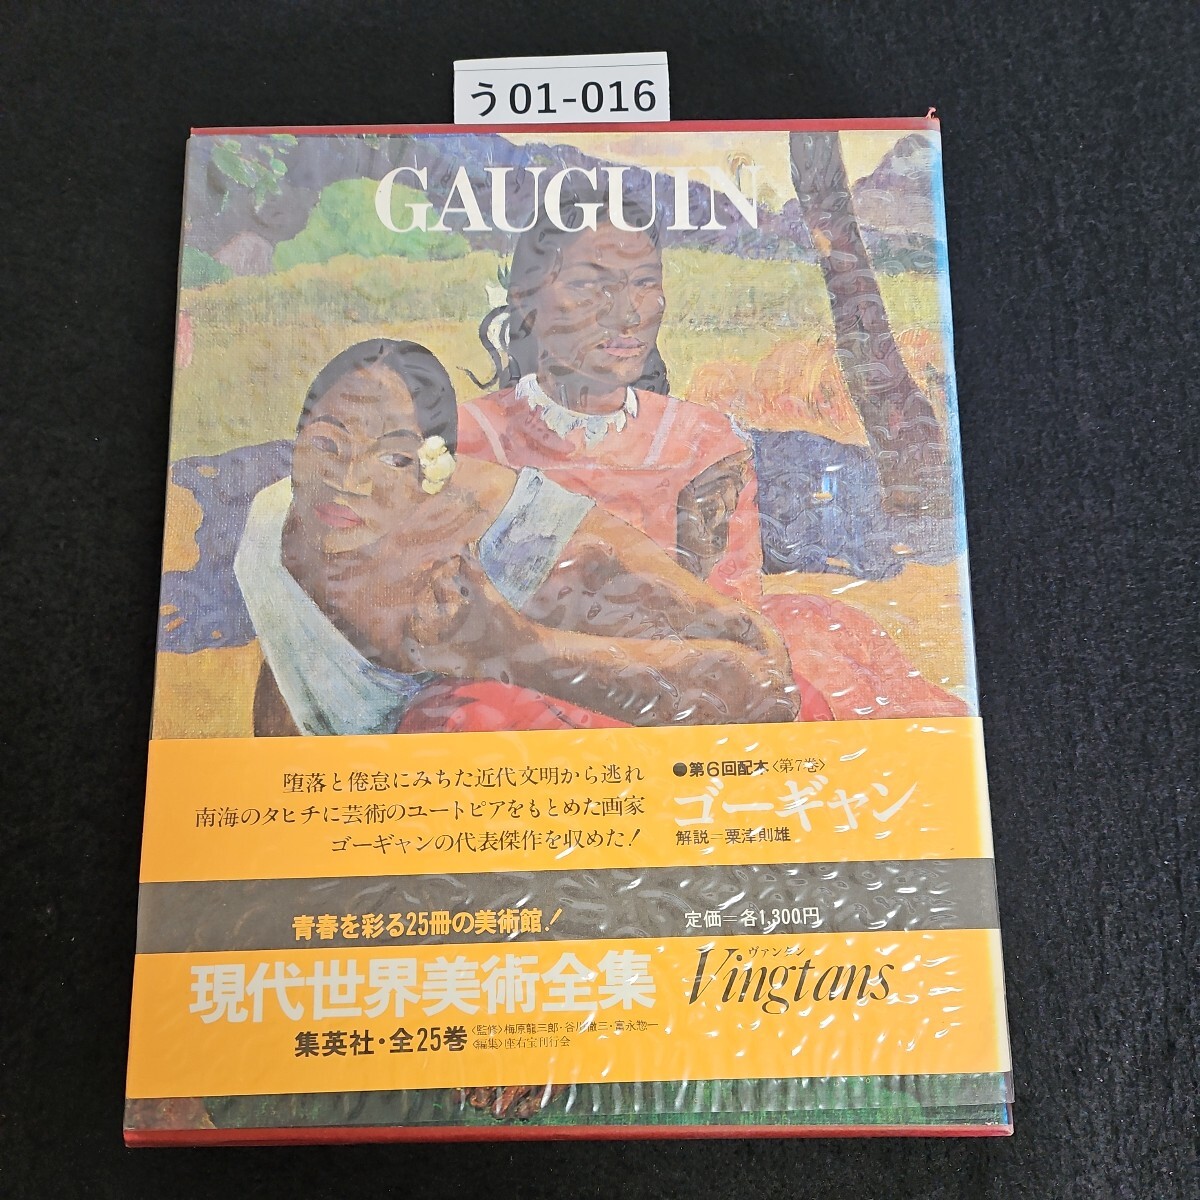 う01-016
GAUGUIN
堕落と倦怠にみちた近代文明から逃れ
南海のタヒチに芸術のユートピアをもとめた画家
ゴーギャンの代表傑作を収めた!
●第6回配本〈第7巻〉
ゴーギャン
解説=粟津則雄
青春を彩る25冊の美術館!
定価=各1,300円
現代世界美術全集
ヴァンタン
Vingtans
集英社・全25巻
〈監修〉梅原龍三郎・谷川徹三・富永惣一
〈編集〉座右宝刊行会